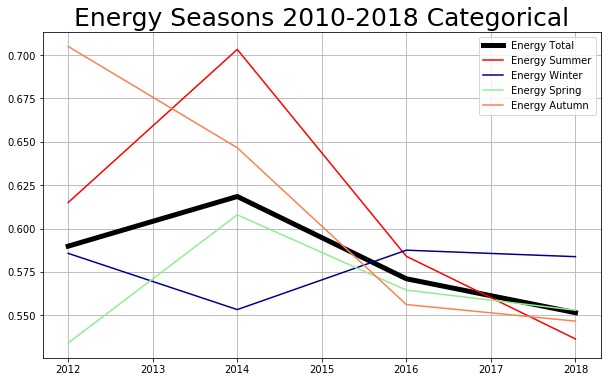 Energy Seasons 2010-2018 Categorical
Energy Total
Energy Summer
Energy Winter
Energy Spring
Energy Autumn
0.700
0.675
0.650
0.625
0.600
0.575
0.550
2012 2013 2014 2015 2016 2017 2018